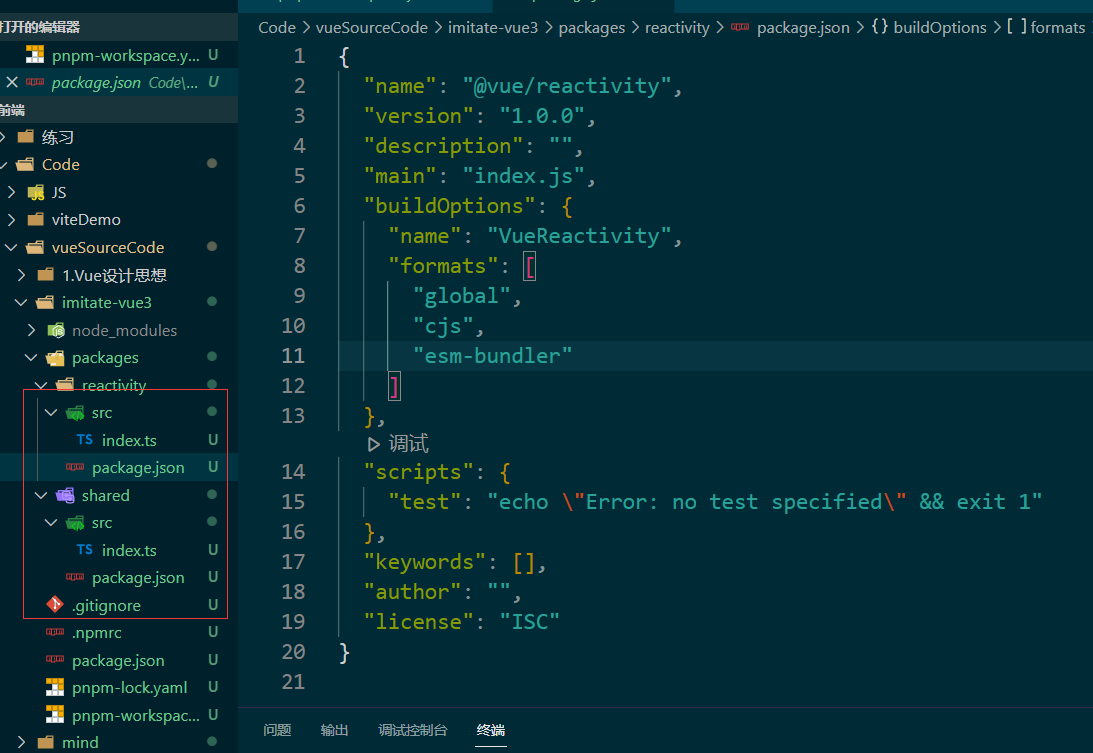 打开的编辑器
pnpm-workspace.y... U
package.json Code\... U
前端
练习
Code
JS JS
viteDemo
vueSourceCode
1.Vue设计思想
imitate-vue3
node_modules
packages
reactivity
src
TS index.ts U
package.json U
shared
src
TS index.ts U
package.json U
.gitignore U
.npmrc U
package.json U
pnpm-lock.yaml U
pnpm-workspac... U
mind
Code > vueSourceCode > imitate-vue3 > packages > reactivity > package.json > {} buildOptions > [ ] formats
1 {
2 "name": "@vue/reactivity",
3 "version": "1.0.0",
4 "description": "",
5 "main": "index.js",
6 "buildOptions": {
7 "name": "VueReactivity",
8 "formats": [
9 "global",
10 "cjs",
11 "esm-bundler"
12 ]
13 },
调试
14 "scripts": {
15 "test": "echo \"Error: no test specified\" && exit 1"
16 },
17 "keywords": [],
18 "author": "",
19 "license": "ISC"
20 }
21
问题 输出 调试控制台 终端